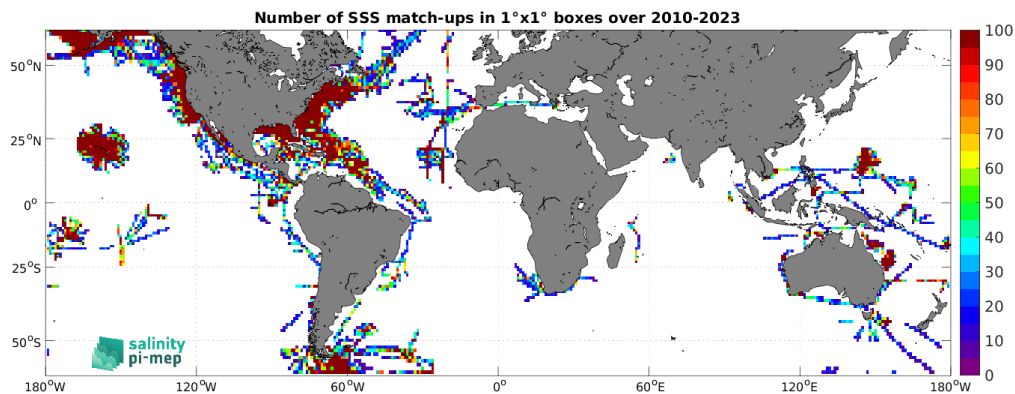 Number of SSS match-ups in 1°x1° boxes over 2010-2023
50°N
25°N
0°
25°S
50°S
180°W
120°W
60°W
0°
60°E
120°E
180°W
100
90
80
70
60
50
40
30
20
10
0
salinity
pi-mep